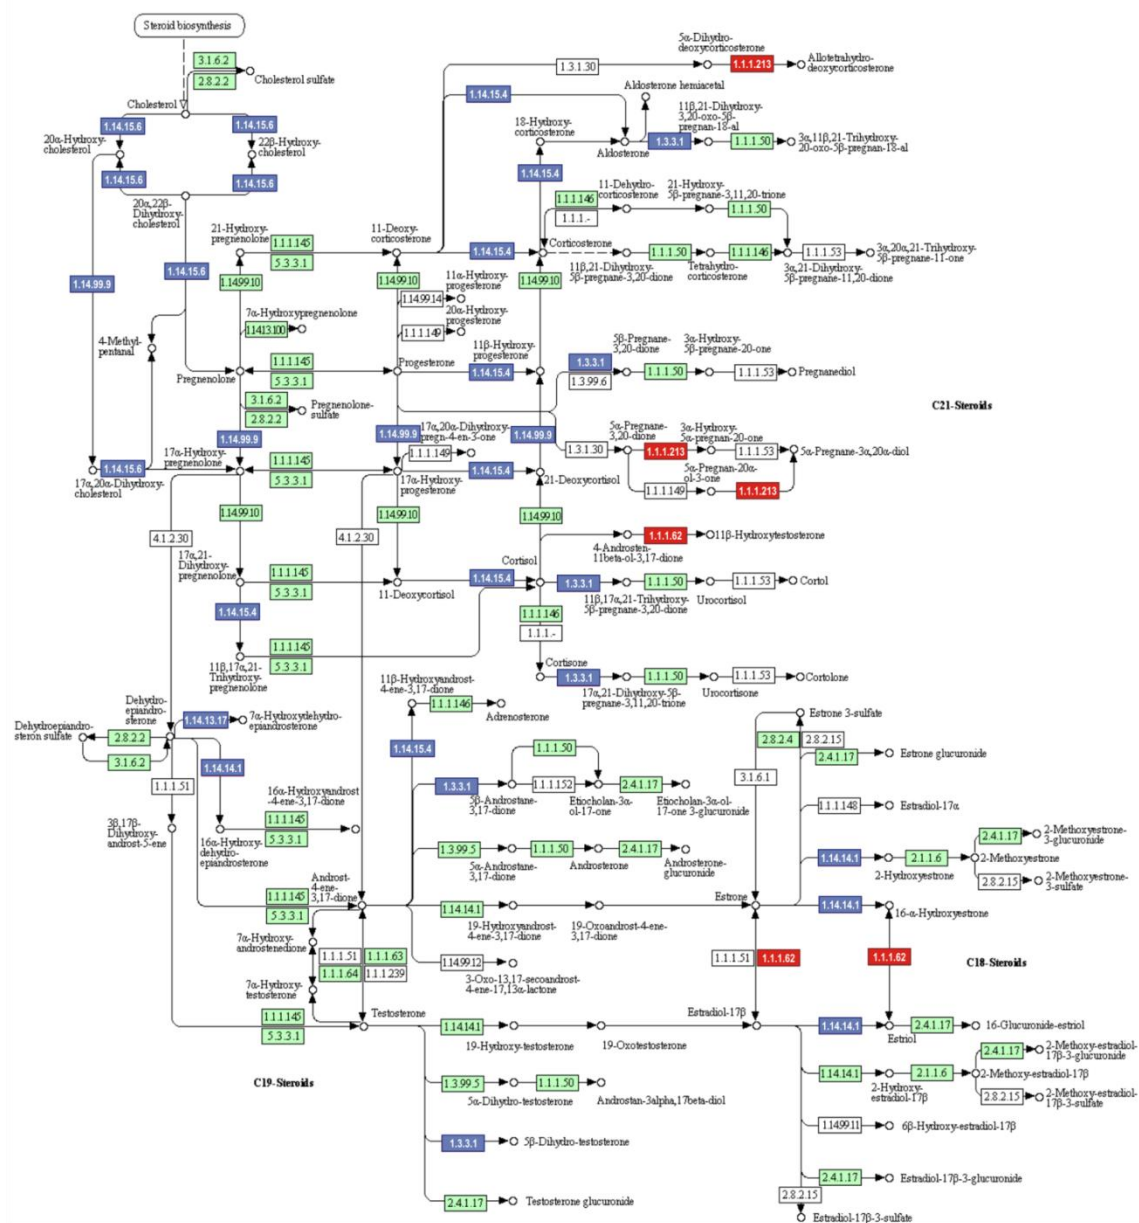 Steroid biosynthesis
3.1.6.2
2.8.2.2
Cholesterol sulfate
Cholesterol
1.14.15.6
1.14.15.6
20α-Hydroxy-
cholesterol
22β-Hydroxy-
cholesterol
1.14.15.6
1.14.15.6
20α,22β-
Dihydroxy-
cholesterol
1.14.99.9
1.14.15.6
4-Methyl-
pentanal
1.14.15.6
17α,20α-Dihydroxy-
cholesterol
5α-Dihydro-
deoxycorticosterone
1.3.1.30
1.1.1.213
Allotetrahydro-
deoxycorticosterone
Aldosterone hemiacetal
1.14.15.4
18-Hydroxy-
corticosterone
Aldosterone
11β,21-Dihydroxy-
3,20-oxo-5β-
pregnan-18-al
1.3.3.1
1.1.1.50
3α,11β,21-Trihydroxy-
20-oxo-5β-pregnan-18-al
1.14.15.4
1.1.1.146
1.1.1.-
11-Dehydro-
corticosterone
21-Hydroxy-
5β-pregnane-3,11,20-trione
1.1.1.50
21-Hydroxy-
pregnenolone
1.1.1.145
5.3.3.1
11-Deoxy-
corticosterone
1.14.15.4
Corticosterone
1.1.1.50
1.1.1.146
1.1.1.53
11β,21-Dihydroxy-
5β-pregnane-3,20-dione
Tetrahydro-
corticosterone
3α,21-Dihydroxy-
5β-pregnane-11,20-dione
3α,20α,21-Trihydroxy-
5β-pregnane-11-one
1.14.99.10
1.14.99.10
1.14.99.10
11α-Hydroxy-
progesterone
1.14.99.14
20α-Hydroxy-
progesterone
1.1.1.149
7α-Hydroxypregnenolone
1.14.13.100
Pregnenolone
1.1.1.145
5.3.3.1
Progesterone
11β-Hydroxy-
progesterone
1.14.15.4
5β-Pregnane-
3,20-dione
1.3.3.1
1.3.99.6
1.1.1.50
3α-Hydroxy-
5β-pregnane-20-one
1.1.1.53
Pregnanediol
C21-Steroids
3.1.6.2
2.8.2.2
Pregnenolone-
sulfate
1.14.99.9
1.14.99.9
1.14.99.9
17α,20α-Dihydroxy-
pregn-4-en-3-one
1.1.1.149
1.3.1.30
5α-Pregnane-
3,20-dione
1.1.1.213
3α-Hydroxy-
5α-pregnan-20-one
1.1.1.53
5α-Pregnane-3α,20α-diol
5α-Pregnan-20α-
ol-3-one
1.1.1.149
1.1.1.213
17α-Hydroxy-
pregnenolone
1.1.1.145
5.3.3.1
17α-Hydroxy-
progesterone
1.14.15.4
21-Deoxycortisol
4.1.2.30
1.14.99.10
4.1.2.30
1.14.99.10
1.14.99.10
1.1.1.62
11β-Hydroxytestosterone
4-Androsten-
11beta-ol-3,17-dione
17α,21-
Dihydroxy-
pregnenolone
1.1.1.145
5.3.3.1
11-Deoxycortisol
1.14.15.4
Cortisol
1.3.3.1
1.1.1.50
1.1.1.53
Cortol
11β,17α,21-Trihydroxy-
5β-pregnane-3,20-dione
Urocortisol
1.14.15.4
1.1.1.146
1.1.1.-
1.1.1.145
5.3.3.1
11β,17α,21-
Trihydroxy-
pregnenolone
Cortisone
1.3.3.1
1.1.1.50
1.1.1.53
Cortolone
17α,21-Dihydroxy-5β-
pregnane-3,11,20-trione
Urocortisone
Dehydroepiandro-
steron sulfate
2.8.2.2
3.1.6.2
Dehydro-
epiandro-
sterone
1.14.13.17
7α-Hydroxydehydro-
epiandrosterone
1.14.14.1
1.1.1.51
3β,17β-
Dihydroxy-
androst-5-ene
16α-Hydroxyandrost
-4-ene-3,17-dione
1.1.1.145
5.3.3.1
16α-Hydroxy-
dehydro-
epiandrosterone
11β-Hydroxyandrost-
4-ene-3,17-dione
1.1.1.146
Adrenosterone
1.14.15.4
1.3.3.1
5β-Androstane-
3,17-dione
1.1.1.50
1.1.1.152
Etiocholan-3α-
ol-17-one
2.4.1.17
Etiocholan-3α-ol-
17-one 3-glucuronide
1.3.99.5
5α-Androstane-
3,17-dione
1.1.1.50
Androsterone
2.4.1.17
Androsterone-
glucuronide
Androst-
4-ene-
3,17-dione
1.1.1.145
5.3.3.1
1.14.14.1
19-Hydroxyandrost-
4-ene-3,17-dione
19-Oxoandrost-4-ene-
3,17-dione
7α-Hydroxy-
androstenedione
7α-Hydroxy-
testosterone
1.1.1.51
1.1.1.63
1.1.1.64
1.1.1.239
1.14.99.12
3-Oxo-13,17-secoandrost-
4-ene-17,13α-lactone
Estrone 3-sulfate
2.8.2.4
2.8.2.15
3.1.6.1
2.4.1.17
Estrone glucuronide
1.1.1.148
Estradiol-17α
1.14.14.1
2-Hydroxyestrone
2.1.1.6
2.4.1.17
2-Methoxyestrone-
3-glucuronide
2-Methoxyestrone
2.8.2.15
2-Methoxyestrone-
3-sulfate
Estrone
1.14.14.1
16-α-Hydroxyestrone
1.1.1.51
1.1.1.62
1.1.1.62
C18-Steroids
1.1.1.145
5.3.3.1
Testosterone
1.14.14.1
19-Hydroxy-testosterone
19-Oxotestosterone
Estradiol-17β
1.14.14.1
Estriol
2.4.1.17
16-Glucuronide-estriol
C19-Steroids
1.3.99.5
5α-Dihydro-testosterone
1.1.1.50
Androstan-3alpha,17beta-diol
1.3.3.1
5β-Dihydro-testosterone
2.4.1.17
Testosterone glucuronide
1.14.14.1
2-Hydroxy-
estradiol-17β
2.1.1.6
2.4.1.17
2-Methoxy-estradiol-
17β-3-glucuronide
2-Methoxy-estradiol-17β
2.8.2.15
2-Methoxy-estradiol-
17β-3-sulfate
1.14.99.11
6β-Hydroxy-estradiol-17β
2.4.1.17
Estradiol-17β-3-glucuronide
2.8.2.15
Estradiol-17β-3-sulfate